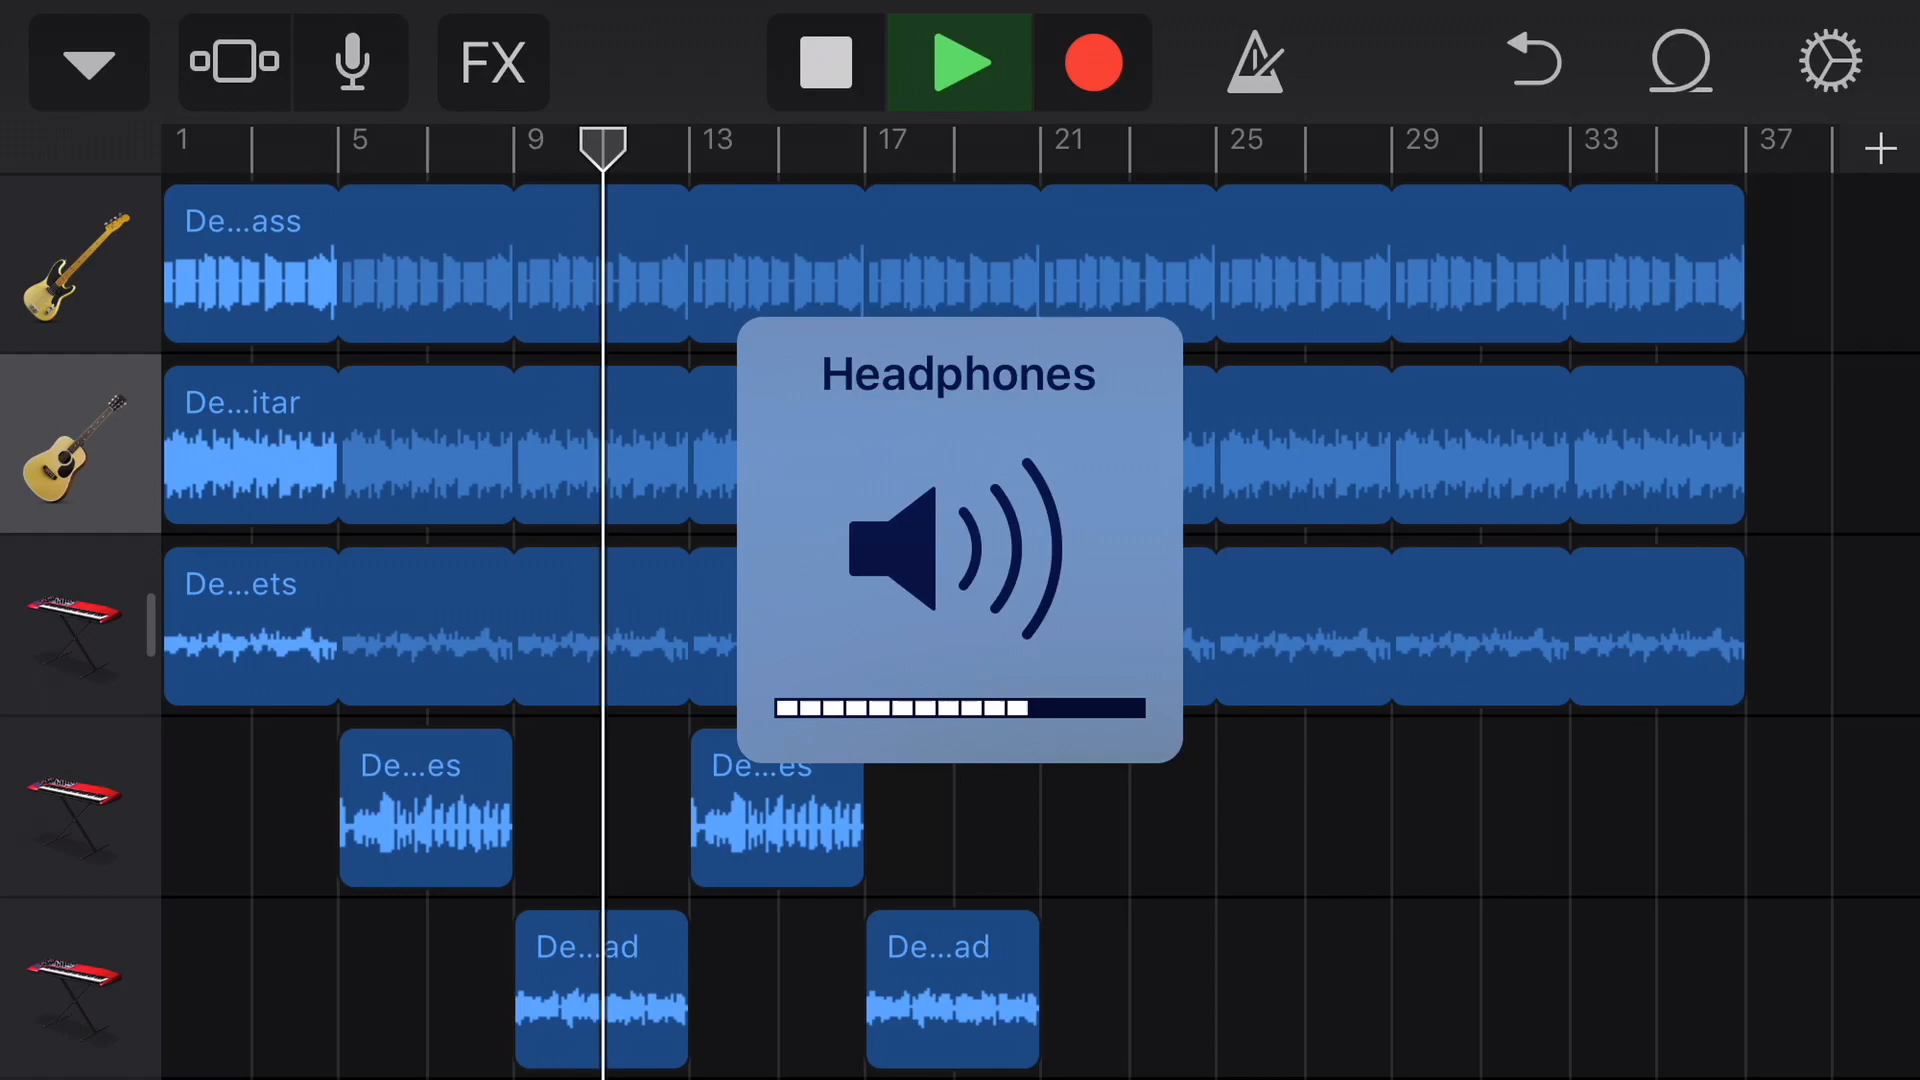 FX
1 5 9 13 17 21 25 29 33 37
De...ass
Headphones
De...itar
De...ets
De...es De...es
De...ad De...ad